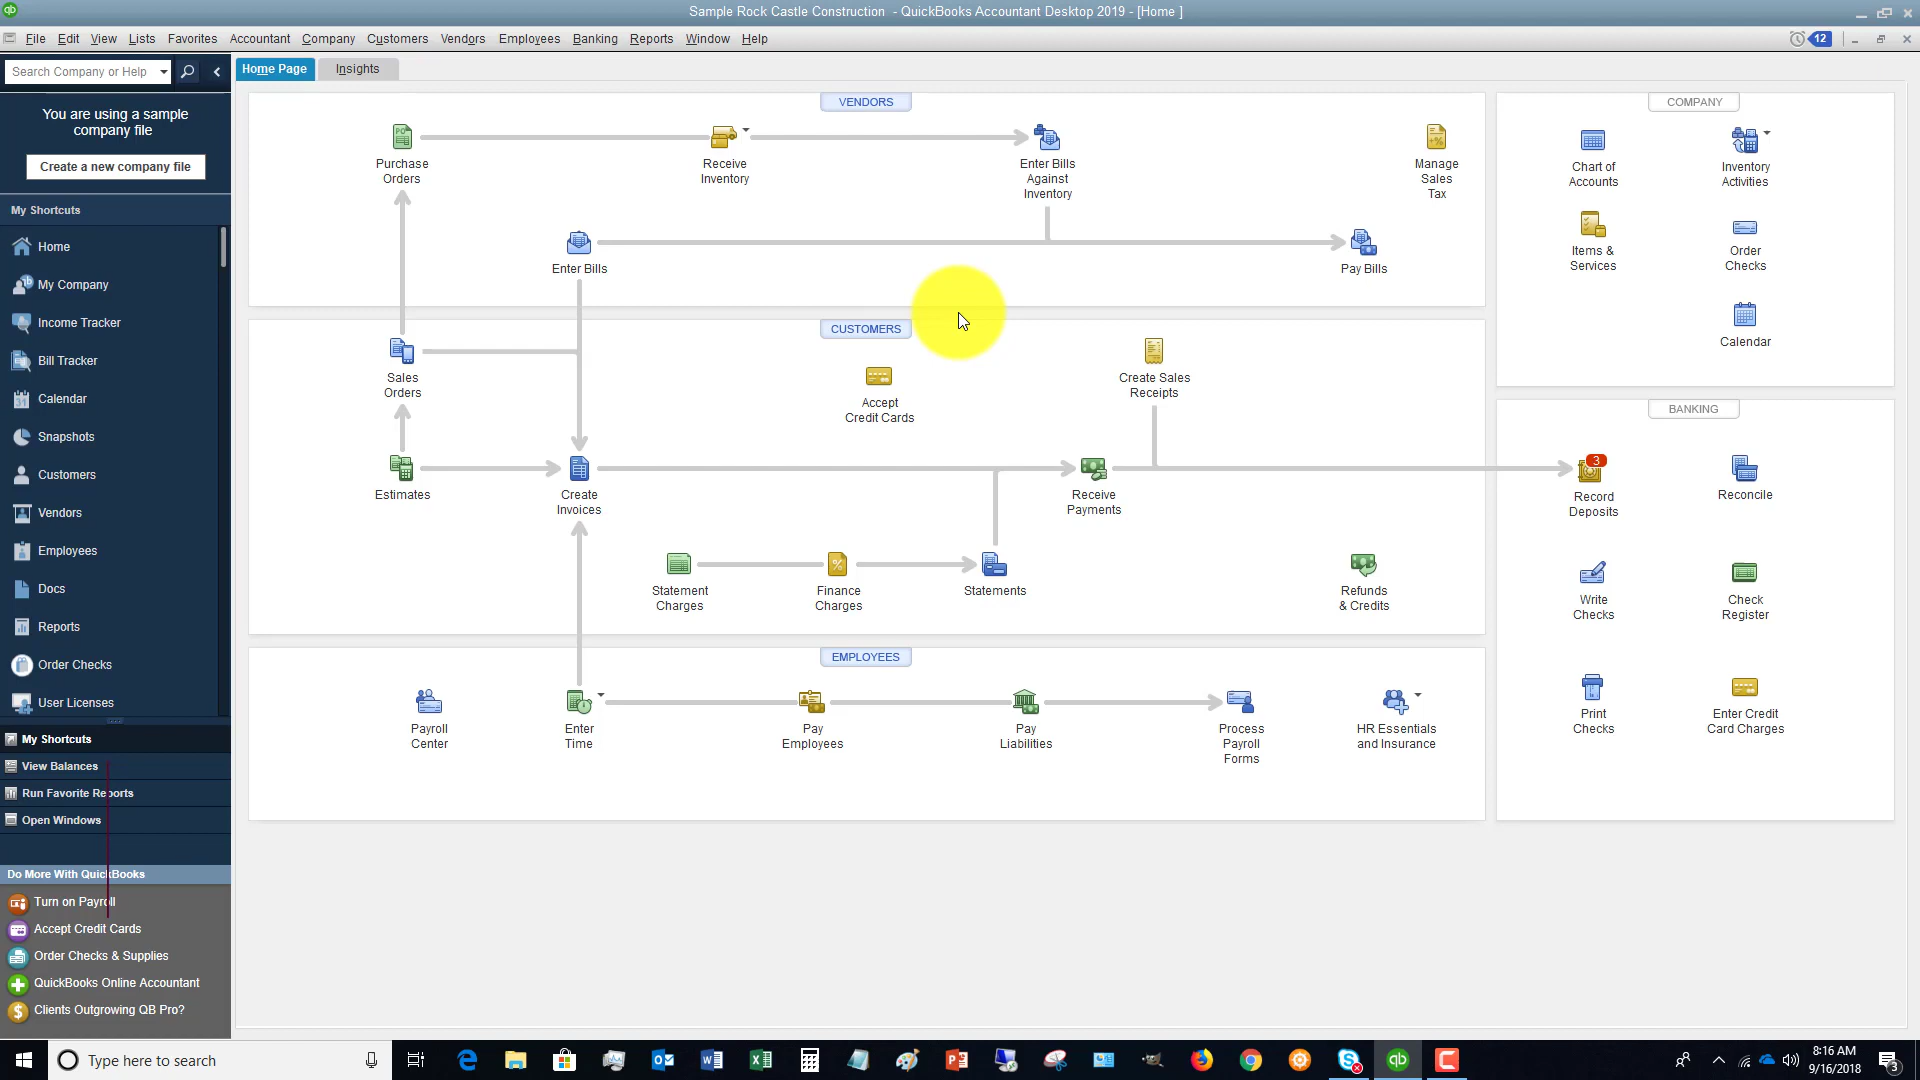 Sample Rock Castle Construction - QuickBooks Accountant Desktop 2019 - [Home ]
File Edit View Lists Favorites Accountant Company Customers Vendors Employees Banking Reports Window Help
12
Search Company or Help
Home Page
Insights
You are using a sample
company file
Create a new company file
My Shortcuts
Home
My Company
Income Tracker
Bill Tracker
Calendar
Snapshots
Customers
Vendors
Employees
Docs
Reports
Order Checks
User Licenses
My Shortcuts
View Balances
Run Favorite Reports
Open Windows
Do More With QuickBooks
Turn on Payroll
Accept Credit Cards
Order Checks & Supplies
QuickBooks Online Accountant
Clients Outgrowing QB Pro?
VENDORS
Purchase
Orders
Receive
Inventory
Enter Bills
Against
Inventory
Manage
Sales
Tax
Enter Bills
Pay Bills
CUSTOMERS
Sales
Orders
Accept
Credit Cards
Create Sales
Receipts
Estimates
Create
Invoices
Receive
Payments
Statement
Charges
Finance
Charges
Statements
Refunds
& Credits
EMPLOYEES
Payroll
Center
Enter
Time
Pay
Employees
Pay
Liabilities
Process
Payroll
Forms
HR Essentials
and Insurance
COMPANY
Chart of
Accounts
Inventory
Activities
Items &
Services
Order
Checks
Calendar
BANKING
3
Record
Deposits
Reconcile
Write
Checks
Check
Register
Print
Checks
Enter Credit
Card Charges
Type here to search
8:16 AM
9/16/2018
3